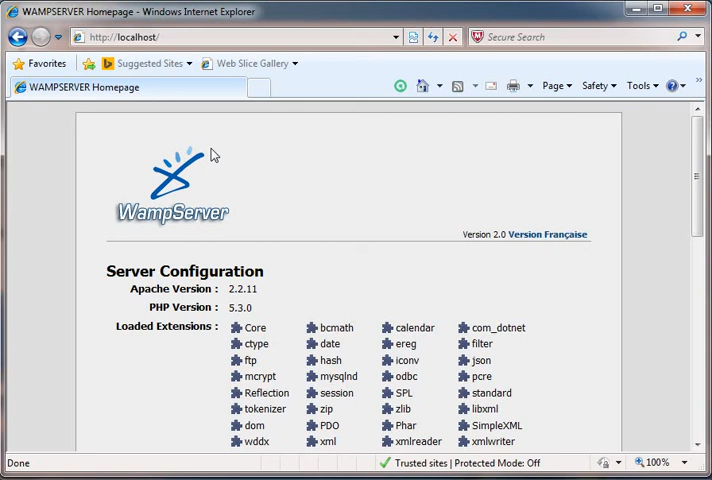 WAMPSERVER Homepage - Windows Internet Explorer
http://localhost/
Secure Search
Favorites
Suggested Sites
Web Slice Gallery
WAMPSERVER Homepage
Page
Safety
Tools
WampServer
Version 2.0 Version Française
Server Configuration
Apache Version : 2.2.11
PHP Version : 5.3.0
Loaded Extensions : Core bcmath calendar com_dotnet
ctype date ereg filter
ftp hash iconv json
mcrypt mysqlnd odbc pcre
Reflection session SPL standard
tokenizer zip zlib libxml
dom PDO Phar SimpleXML
wddx xml xmlreader xmlwriter
Done
Trusted sites | Protected Mode: Off
100%